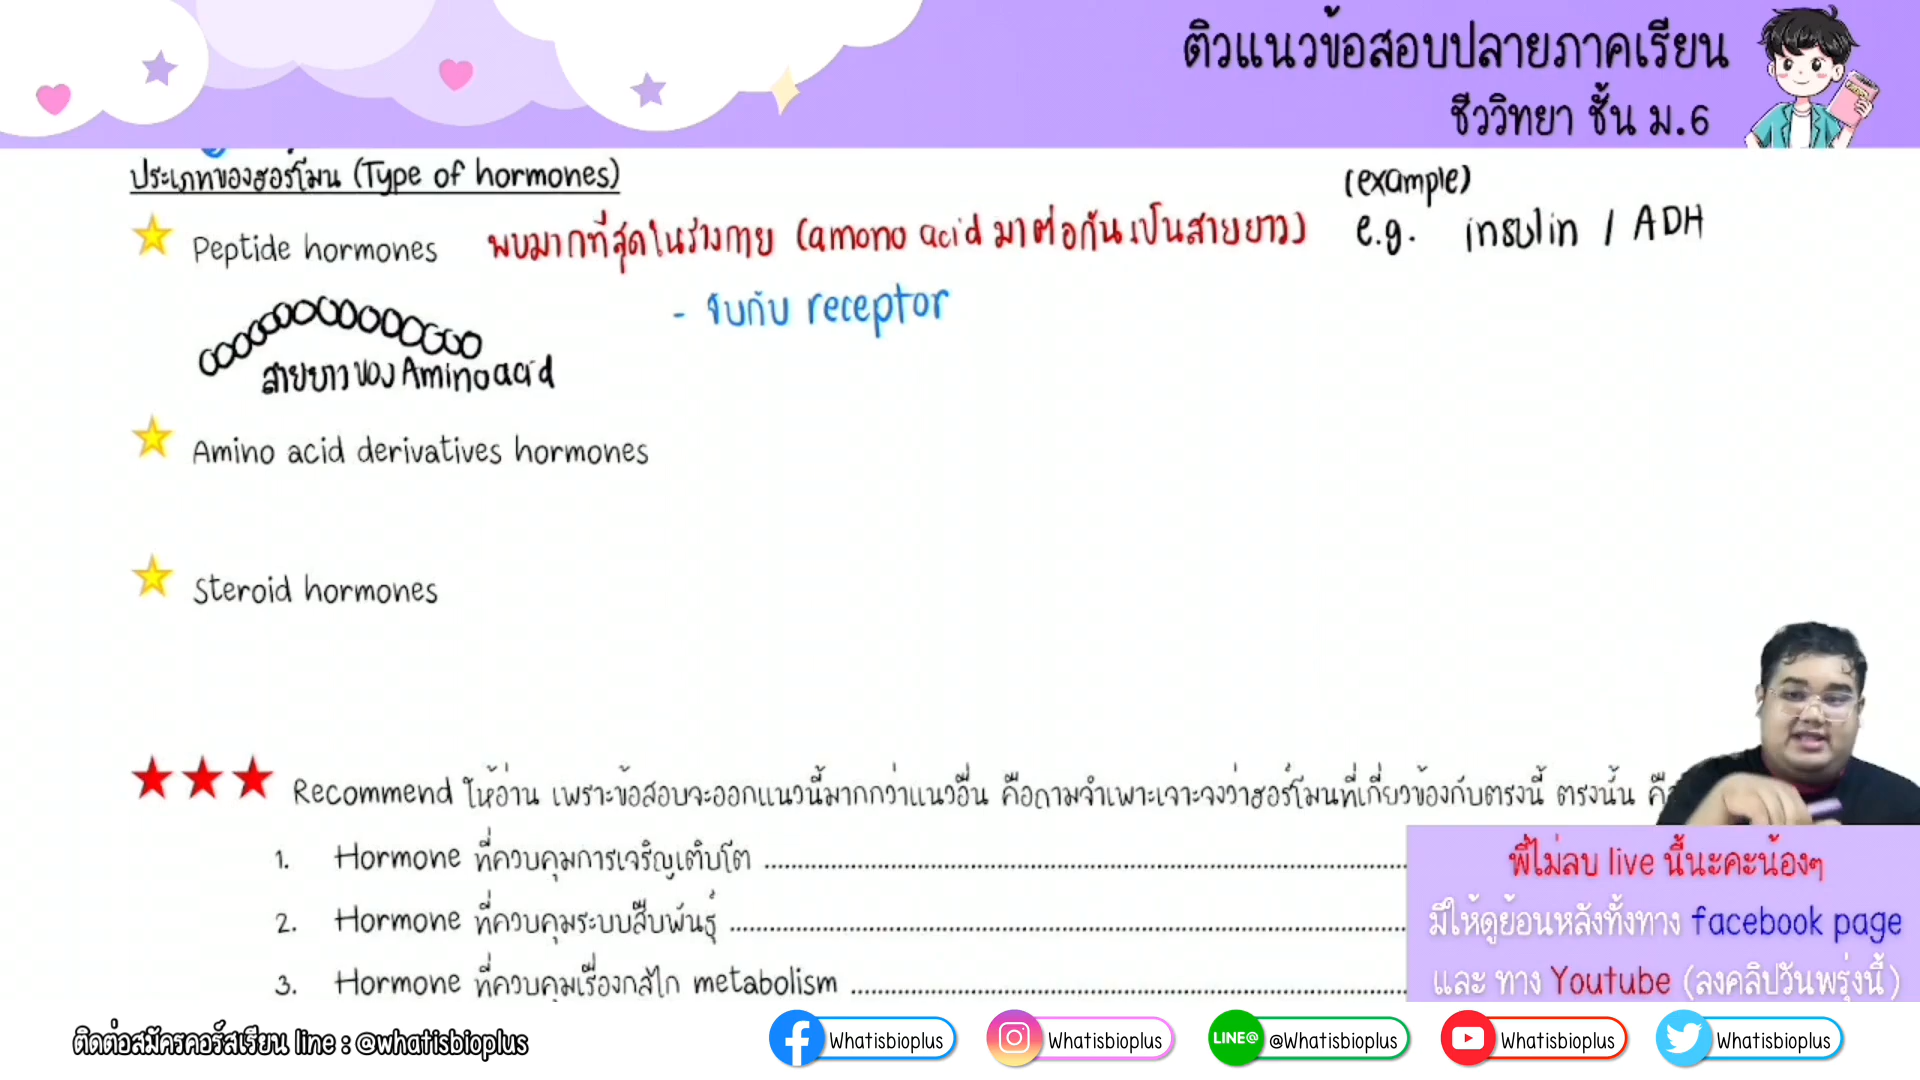 ติวแนวข้อสอบปลายภาคเรียน
ชีววิทยา ชั้น ม.6
ประเภทของฮอร์โมน (Type of hormones)
(example)
Peptide hormones พบมากที่สุดในร่างกาย (amono acid มาต่อกันเป็นสายยาว) e.g. insulin / ADH
- จับกับ receptor
สายยาวของ Amino acid
Amino acid derivatives hormones
Steroid hormones
Recommend ให้อ่าน เพราะข้อสอบจะออกแนวนี้มากกว่าแนวอื่น คือถามจำเพาะเจาะจงว่าฮอร์โมนที่เกี่ยวข้องกับตรงนี้ ตรงนั้น คือ
1. Hormone ที่ควบคุมการเจริญเติบโต
2. Hormone ที่ควบคุมระบบสืบพันธุ์
3. Hormone ที่ควบคุมเรื่องกลไก metabolism
พี่ไม่ลบ live นี้นะคะน้องๆ
มีให้ดูย้อนหลังทั้งทาง facebook page
และ ทาง Youtube (ลงคลิปวันพรุ่งนี้)
ติดต่อสมัครคอร์สเรียน line : @whatisbioplus
Whatisbioplus
Whatisbioplus
LINE@ @Whatisbioplus
Whatisbioplus
Whatisbioplus